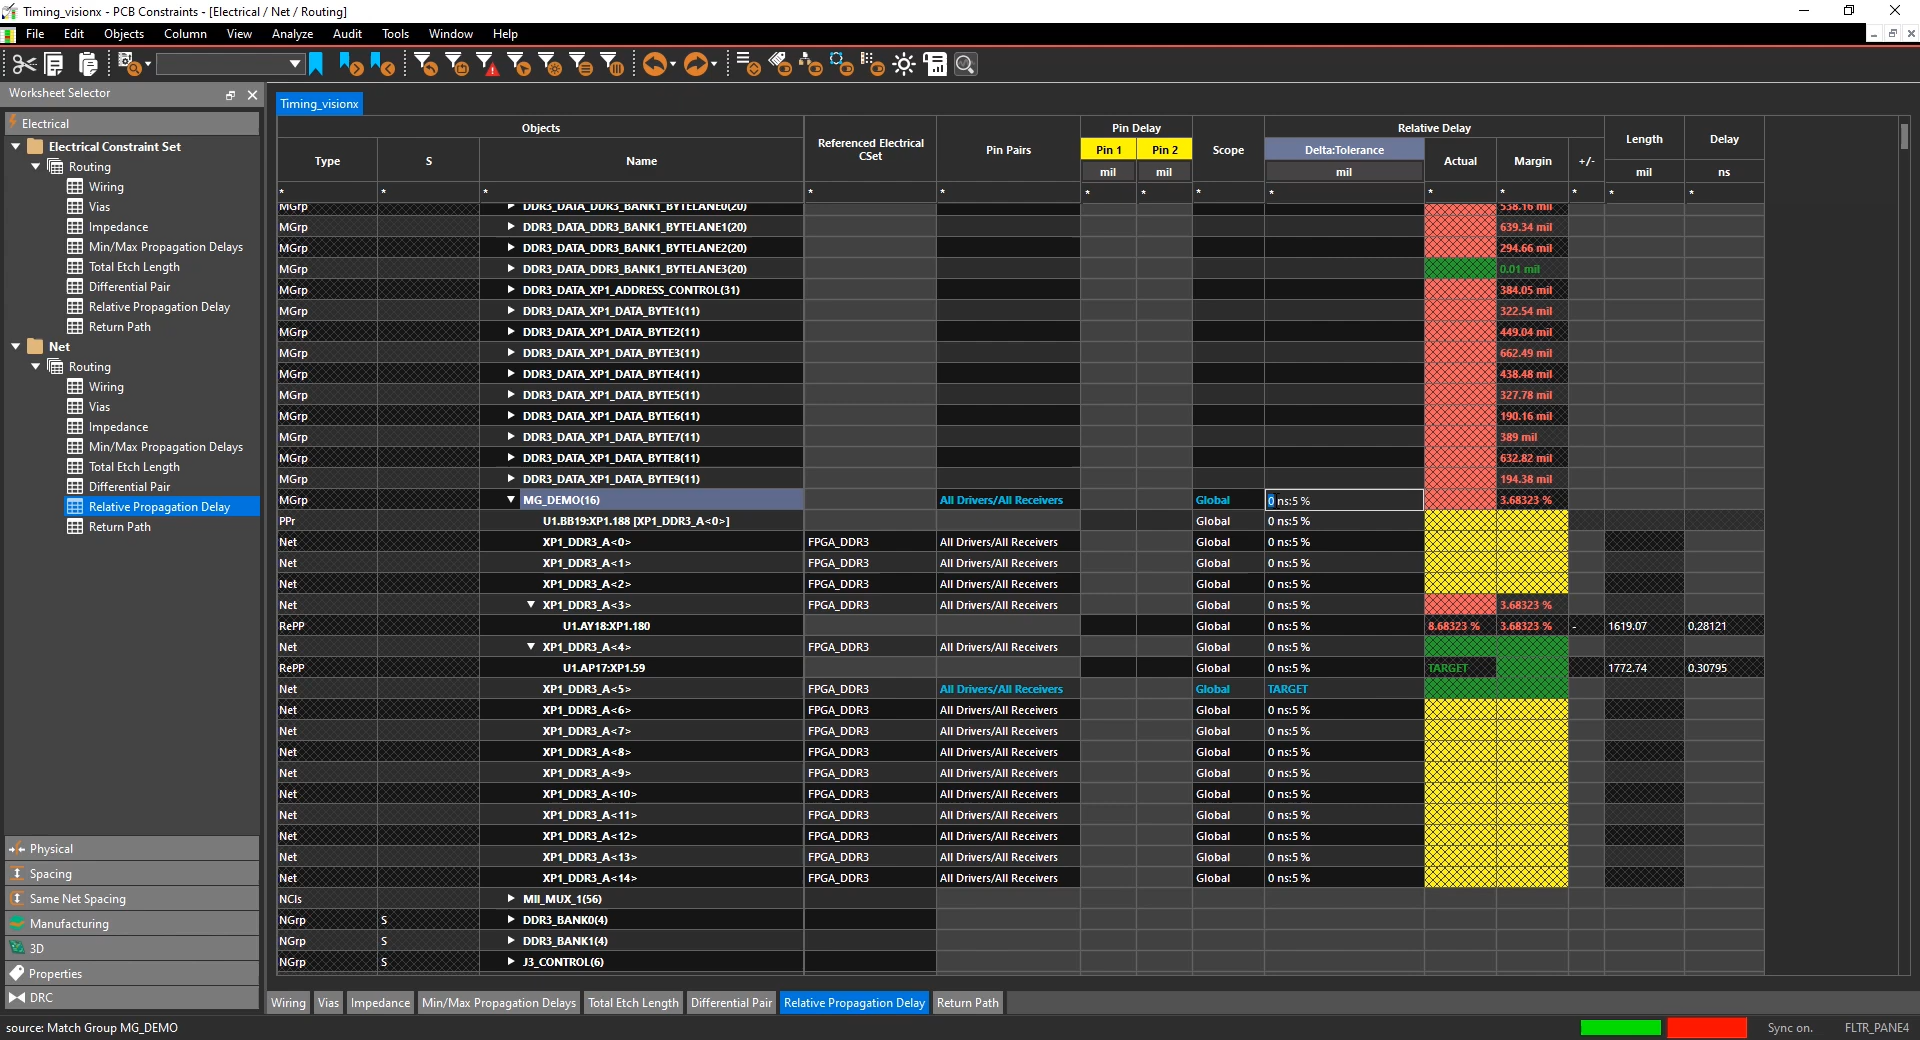 Timing_visionx - PCB Constraints - [Electrical / Net / Routing]
File Edit Objects Column View Analyze Audit Tools Window Help
Worksheet Selector
Electrical
Electrical Constraint Set
Routing
Wiring
Vias
Impedance
Min/Max Propagation Delays
Total Etch Length
Differential Pair
Relative Propagation Delay
Return Path
Net
Routing
Wiring
Vias
Impedance
Min/Max Propagation Delays
Total Etch Length
Differential Pair
Relative Propagation Delay
Return Path
Physical
Spacing
Same Net Spacing
Manufacturing
3D
Properties
DRC
Timing_visionx
Objects Referenced Electrical CSet Pin Pairs Pin Delay Scope Relative Delay Length Delay
Type S Name Pin 1 Pin 2 Delta:Tolerance Actual Margin +/-
mil mil mil mil ns
* * * * * * * * * * * * * *
MGrp DDR3_DATA_DDR3_BANK1_BYTELANE0(20) 538.16 mil
MGrp DDR3_DATA_DDR3_BANK1_BYTELANE1(20) 639.34 mil
MGrp DDR3_DATA_DDR3_BANK1_BYTELANE2(20) 294.66 mil
MGrp DDR3_DATA_DDR3_BANK1_BYTELANE3(20) 0.01 mil
MGrp DDR3_DATA_XP1_ADDRESS_CONTROL(31) 384.05 mil
MGrp DDR3_DATA_XP1_DATA_BYTE1(11) 322.54 mil
MGrp DDR3_DATA_XP1_DATA_BYTE2(11) 449.04 mil
MGrp DDR3_DATA_XP1_DATA_BYTE3(11) 662.49 mil
MGrp DDR3_DATA_XP1_DATA_BYTE4(11) 438.48 mil
MGrp DDR3_DATA_XP1_DATA_BYTE5(11) 327.78 mil
MGrp DDR3_DATA_XP1_DATA_BYTE6(11) 190.16 mil
MGrp DDR3_DATA_XP1_DATA_BYTE7(11) 389 mil
MGrp DDR3_DATA_XP1_DATA_BYTE8(11) 632.82 mil
MGrp DDR3_DATA_XP1_DATA_BYTE9(11) 194.38 mil
MGrp MG_DEMO(16) All Drivers/All Receivers Global 0 ns:5 % 3.68323 %
PPr U1.BB19:XP1.188 [XP1_DDR3_A<0>] Global 0 ns:5 %
Net XP1_DDR3_A<0> FPGA_DDR3 All Drivers/All Receivers Global 0 ns:5 %
Net XP1_DDR3_A<1> FPGA_DDR3 All Drivers/All Receivers Global 0 ns:5 %
Net XP1_DDR3_A<2> FPGA_DDR3 All Drivers/All Receivers Global 0 ns:5 %
Net XP1_DDR3_A<3> FPGA_DDR3 All Drivers/All Receivers Global 0 ns:5 % 3.68323 %
RePP U1.AY18:XP1.180 Global 0 ns:5 % 8.68323 % 3.68323 % - 1619.07 0.28121
Net XP1_DDR3_A<4> FPGA_DDR3 All Drivers/All Receivers Global 0 ns:5 %
RePP U1.AP17:XP1.59 Global 0 ns:5 % TARGET 1772.74 0.30795
Net XP1_DDR3_A<5> FPGA_DDR3 All Drivers/All Receivers Global TARGET
Net XP1_DDR3_A<6> FPGA_DDR3 All Drivers/All Receivers Global 0 ns:5 %
Net XP1_DDR3_A<7> FPGA_DDR3 All Drivers/All Receivers Global 0 ns:5 %
Net XP1_DDR3_A<8> FPGA_DDR3 All Drivers/All Receivers Global 0 ns:5 %
Net XP1_DDR3_A<9> FPGA_DDR3 All Drivers/All Receivers Global 0 ns:5 %
Net XP1_DDR3_A<10> FPGA_DDR3 All Drivers/All Receivers Global 0 ns:5 %
Net XP1_DDR3_A<11> FPGA_DDR3 All Drivers/All Receivers Global 0 ns:5 %
Net XP1_DDR3_A<12> FPGA_DDR3 All Drivers/All Receivers Global 0 ns:5 %
Net XP1_DDR3_A<13> FPGA_DDR3 All Drivers/All Receivers Global 0 ns:5 %
Net XP1_DDR3_A<14> FPGA_DDR3 All Drivers/All Receivers Global 0 ns:5 %
NCls MII_MUX_1(56)
NGrp S DDR3_BANK0(4)
NGrp S DDR3_BANK1(4)
NGrp S J3_CONTROL(6)
Wiring Vias Impedance Min/Max Propagation Delays Total Etch Length Differential Pair Relative Propagation Delay Return Path
source: Match Group MG_DEMO Sync on. FLTR_PANE4